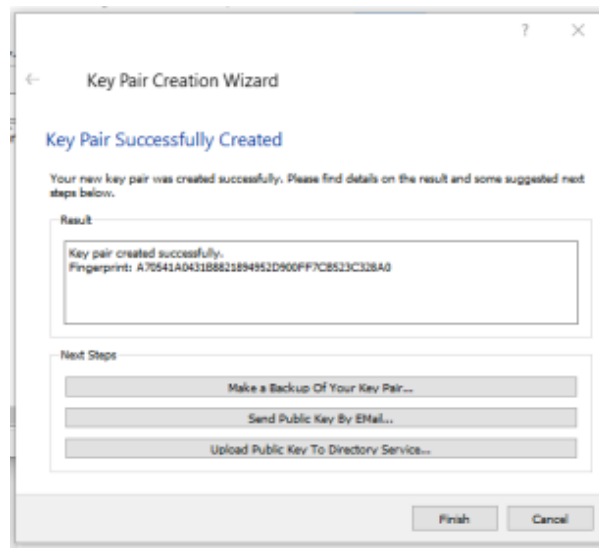 ?
Key Pair Creation Wizard
Key Pair Successfully Created
Your new key pair was created successfully. Please find details on the result and some suggested next
steps below.
Result
Key pair created successfully.
Fingerprint: A70541A0431B8821894952D900FF7CB523C328A0
Next Steps
Make a Backup Of Your Key Pair...
Send Public Key By EMail...
Upload Public Key To Directory Service...
Finish Cancel